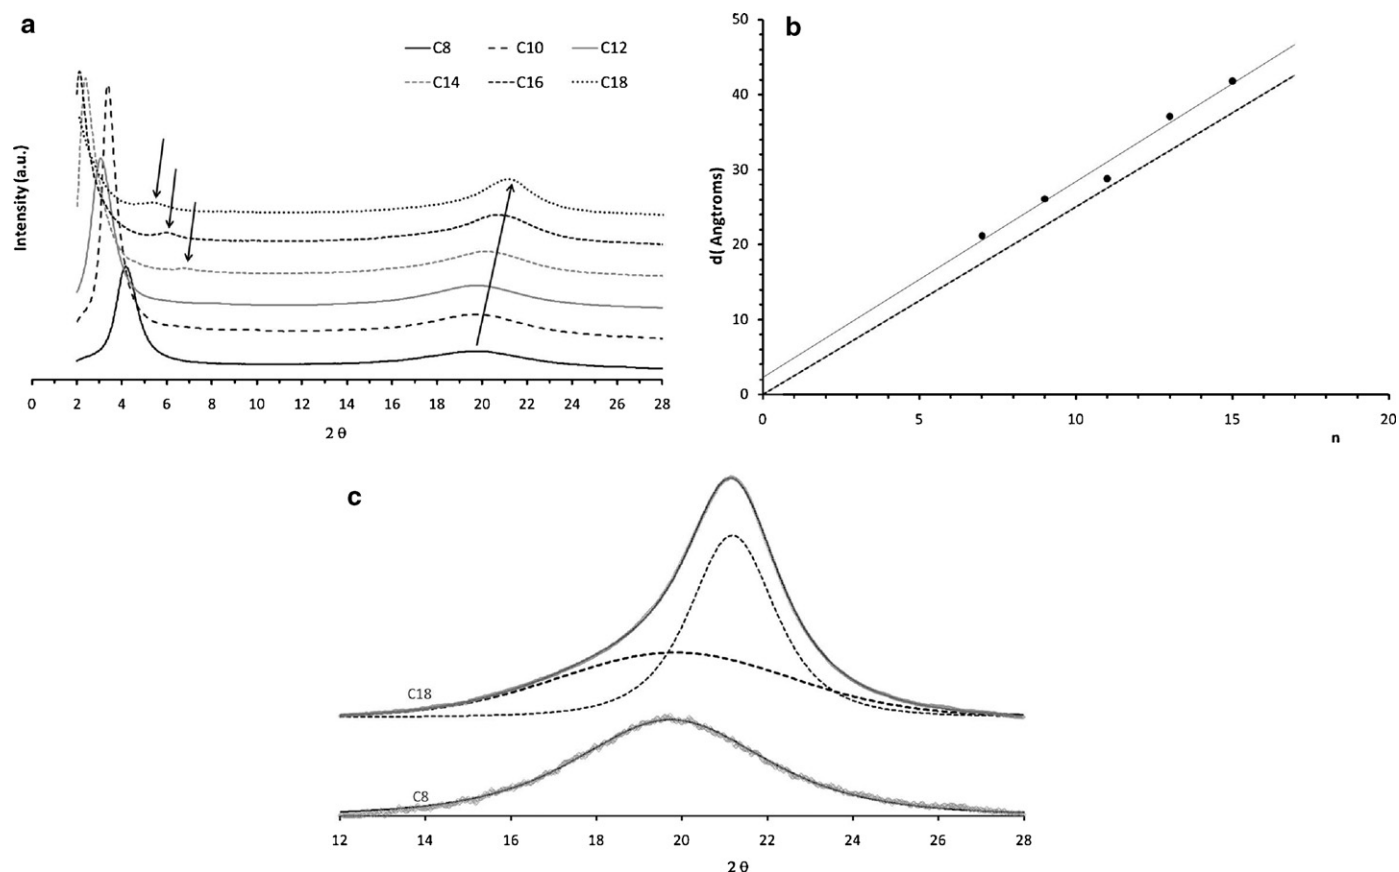 a
C8 C10 C12
C14 C16 C18
Intensity (a.u.)
0 2 4 6 8 10 12 14 16 18 20 22 24 26 28
2 θ
b
50
40
30
20
10
0
d( Angtroms)
0 5 10 15 20
n
c
C18
C8
12 14 16 18 20 22 24 26 28
2 θ